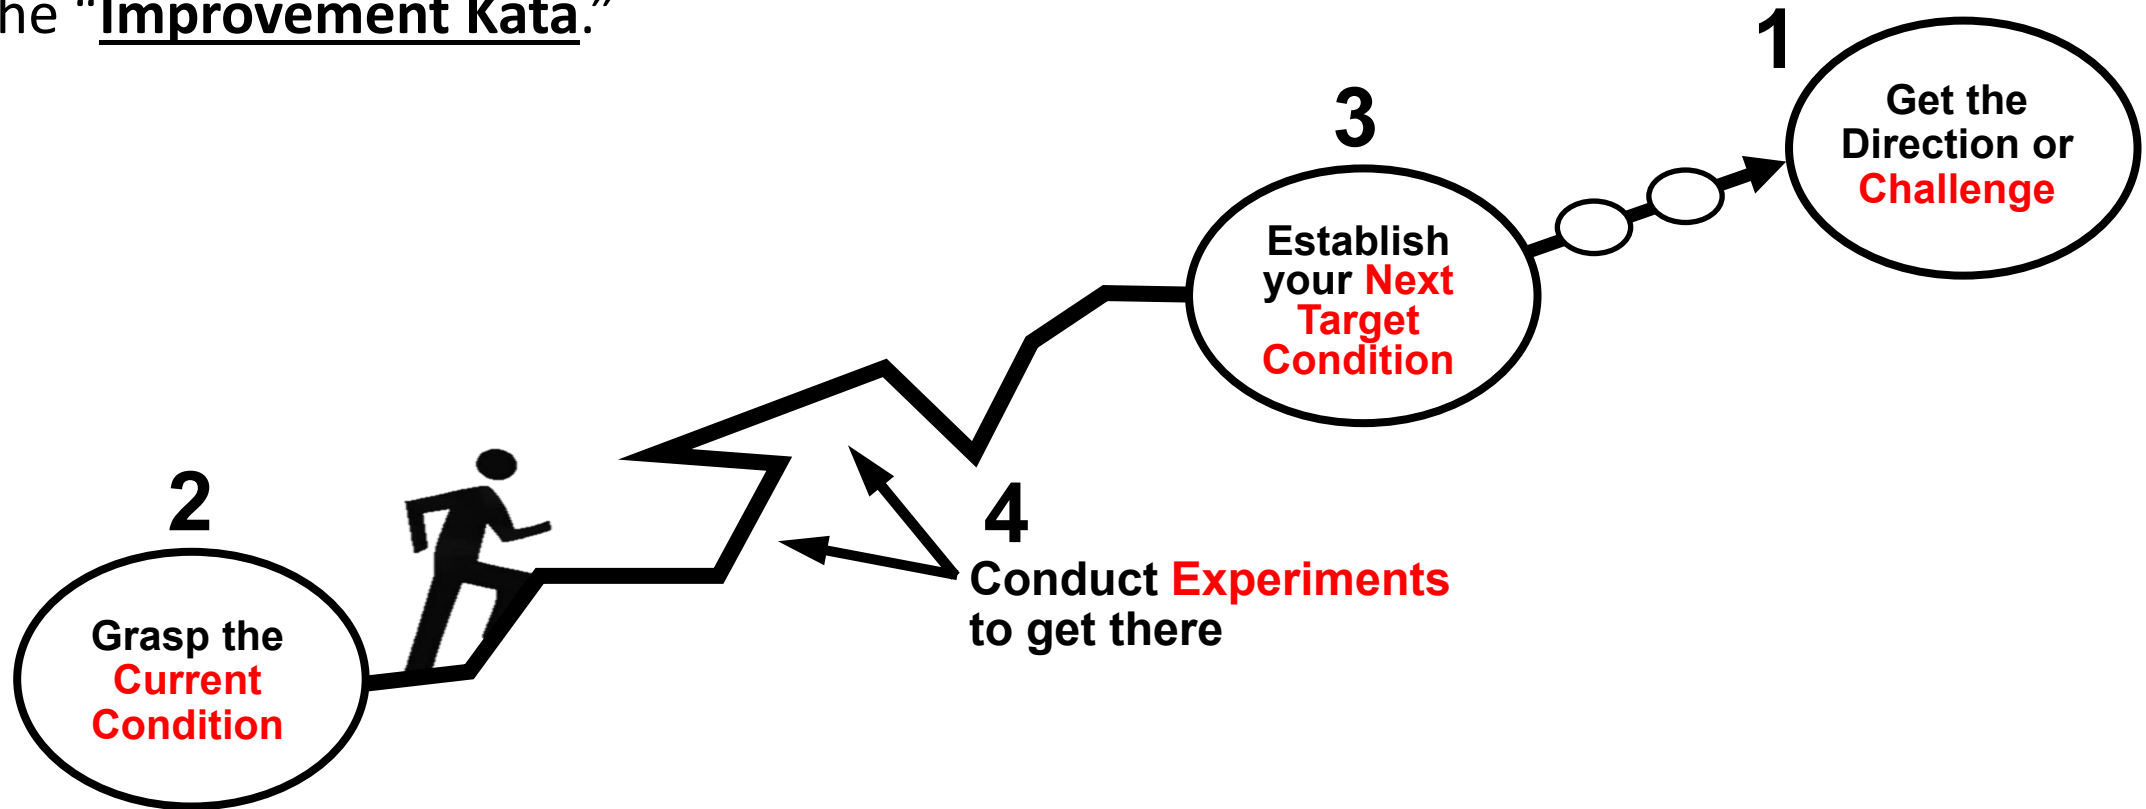 he “Improvement Kata.”
1
Get the
Direction or
Challenge
3
Establish
your Next
Target
Condition
2
Grasp the
Current
Condition
4
Conduct Experiments
to get there